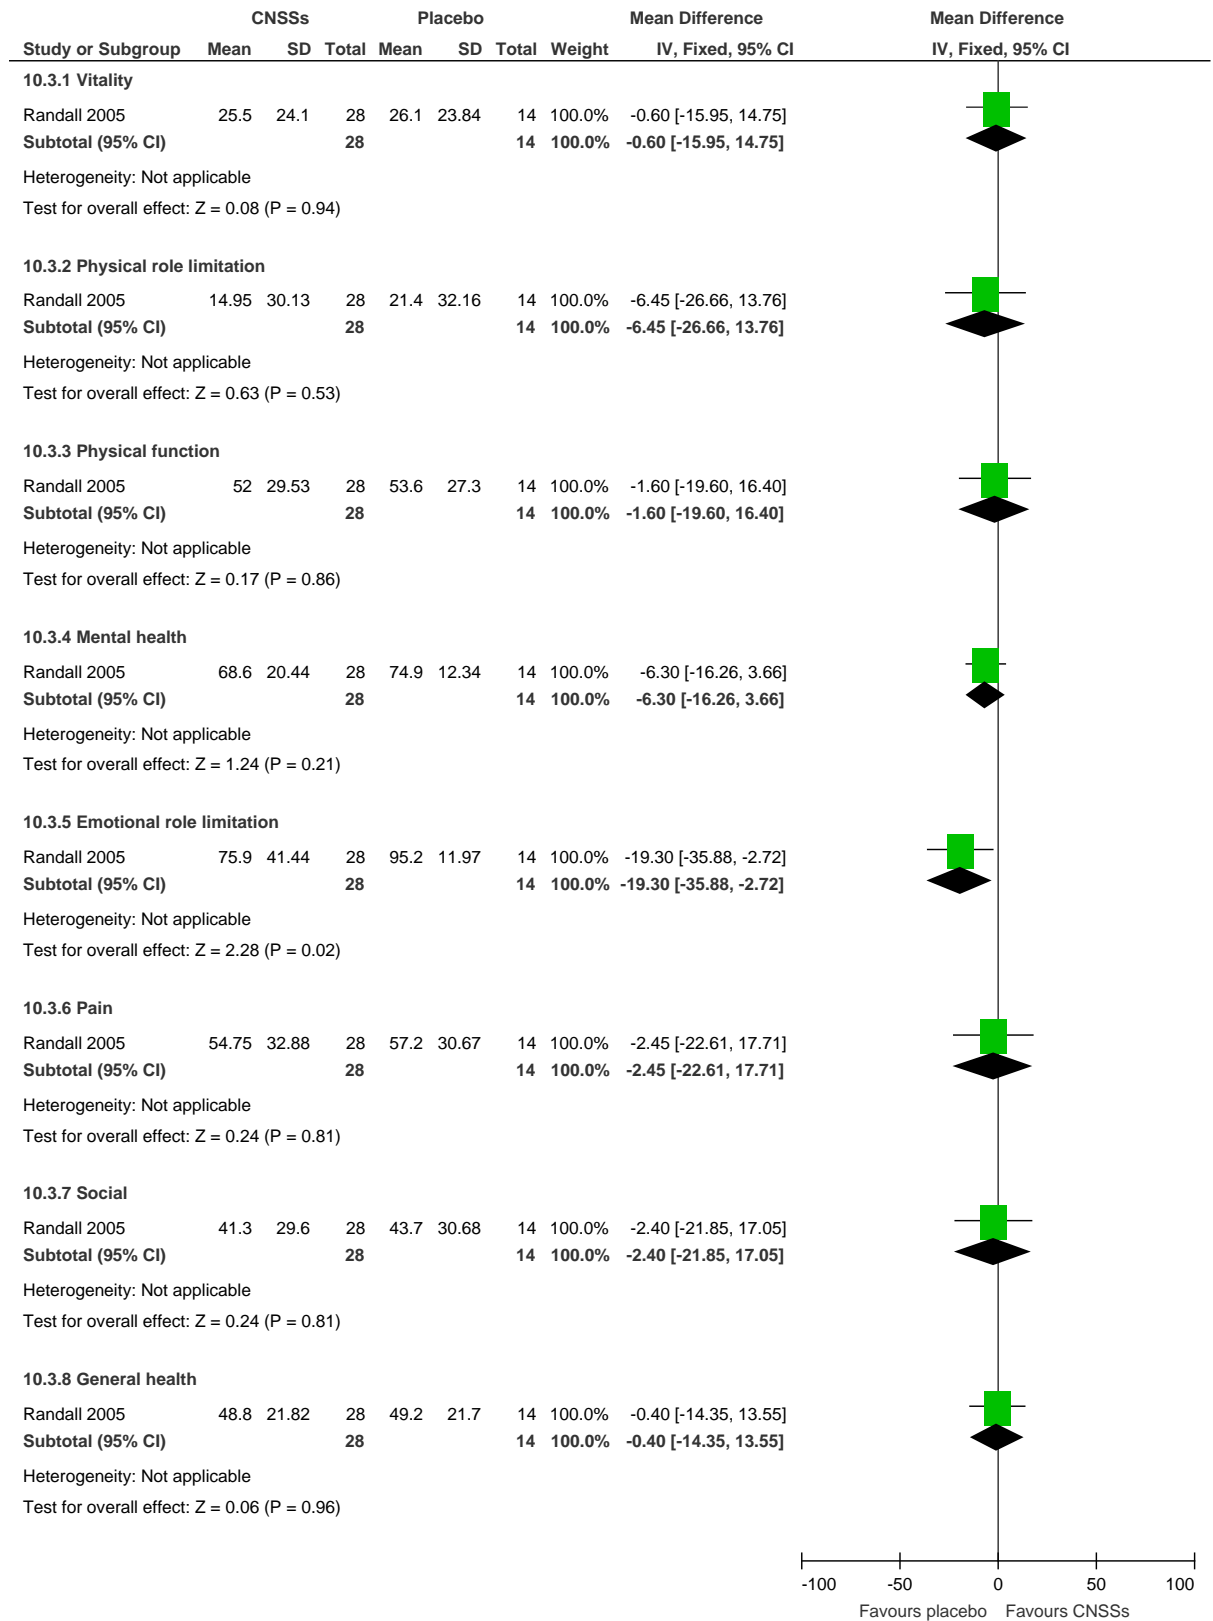 CNSSs Placebo Mean Difference Mean Difference
Study or Subgroup Mean SD Total Mean SD Total Weight IV, Fixed, 95% CI IV, Fixed, 95% CI
10.3.1 Vitality
Randall 2005 25.5 24.1 28 26.1 23.84 14 100.0% -0.60 [-15.95, 14.75]
Subtotal (95% CI) 28 14 100.0% -0.60 [-15.95, 14.75]
Heterogeneity: Not applicable
Test for overall effect: Z = 0.08 (P = 0.94)
10.3.2 Physical role limitation
Randall 2005 14.95 30.13 28 21.4 32.16 14 100.0% -6.45 [-26.66, 13.76]
Subtotal (95% CI) 28 14 100.0% -6.45 [-26.66, 13.76]
Heterogeneity: Not applicable
Test for overall effect: Z = 0.63 (P = 0.53)
10.3.3 Physical function
Randall 2005 52 29.53 28 53.6 27.3 14 100.0% -1.60 [-19.60, 16.40]
Subtotal (95% CI) 28 14 100.0% -1.60 [-19.60, 16.40]
Heterogeneity: Not applicable
Test for overall effect: Z = 0.17 (P = 0.86)
10.3.4 Mental health
Randall 2005 68.6 20.44 28 74.9 12.34 14 100.0% -6.30 [-16.26, 3.66]
Subtotal (95% CI) 28 14 100.0% -6.30 [-16.26, 3.66]
Heterogeneity: Not applicable
Test for overall effect: Z = 1.24 (P = 0.21)
10.3.5 Emotional role limitation
Randall 2005 75.9 41.44 28 95.2 11.97 14 100.0% -19.30 [-35.88, -2.72]
Subtotal (95% CI) 28 14 100.0% -19.30 [-35.88, -2.72]
Heterogeneity: Not applicable
Test for overall effect: Z = 2.28 (P = 0.02)
10.3.6 Pain
Randall 2005 54.75 32.88 28 57.2 30.67 14 100.0% -2.45 [-22.61, 17.71]
Subtotal (95% CI) 28 14 100.0% -2.45 [-22.61, 17.71]
Heterogeneity: Not applicable
Test for overall effect: Z = 0.24 (P = 0.81)
10.3.7 Social
Randall 2005 41.3 29.6 28 43.7 30.68 14 100.0% -2.40 [-21.85, 17.05]
Subtotal (95% CI) 28 14 100.0% -2.40 [-21.85, 17.05]
Heterogeneity: Not applicable
Test for overall effect: Z = 0.24 (P = 0.81)
10.3.8 General health
Randall 2005 48.8 21.82 28 49.2 21.7 14 100.0% -0.40 [-14.35, 13.55]
Subtotal (95% CI) 28 14 100.0% -0.40 [-14.35, 13.55]
Heterogeneity: Not applicable
Test for overall effect: Z = 0.06 (P = 0.96)
-100 -50 0 50 100
Favours placebo Favours CNSSs